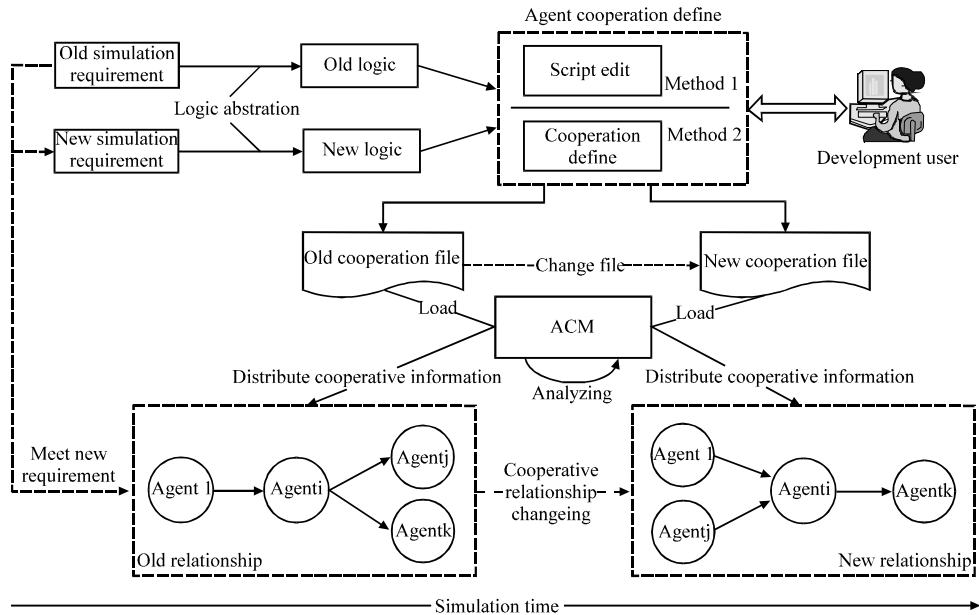 Agent cooperation define
Old simulation
requirement
Old logic
Script edit
Method 1
Logic abstration
New simulation
requirement
New logic
Method 2
Cooperation
define
Development user
Old cooperation file
Change file
New cooperation file
Load
ACM
Load
Analyzing
Distribute cooperative information
Distribute cooperative information
Meet new
requirement
Agent 1
Agenti
Agentj
Agentk
Old relationship
Cooperative
relationship
changeing
Agent 1
Agentj
Agenti
Agentk
New relationship
Simulation time